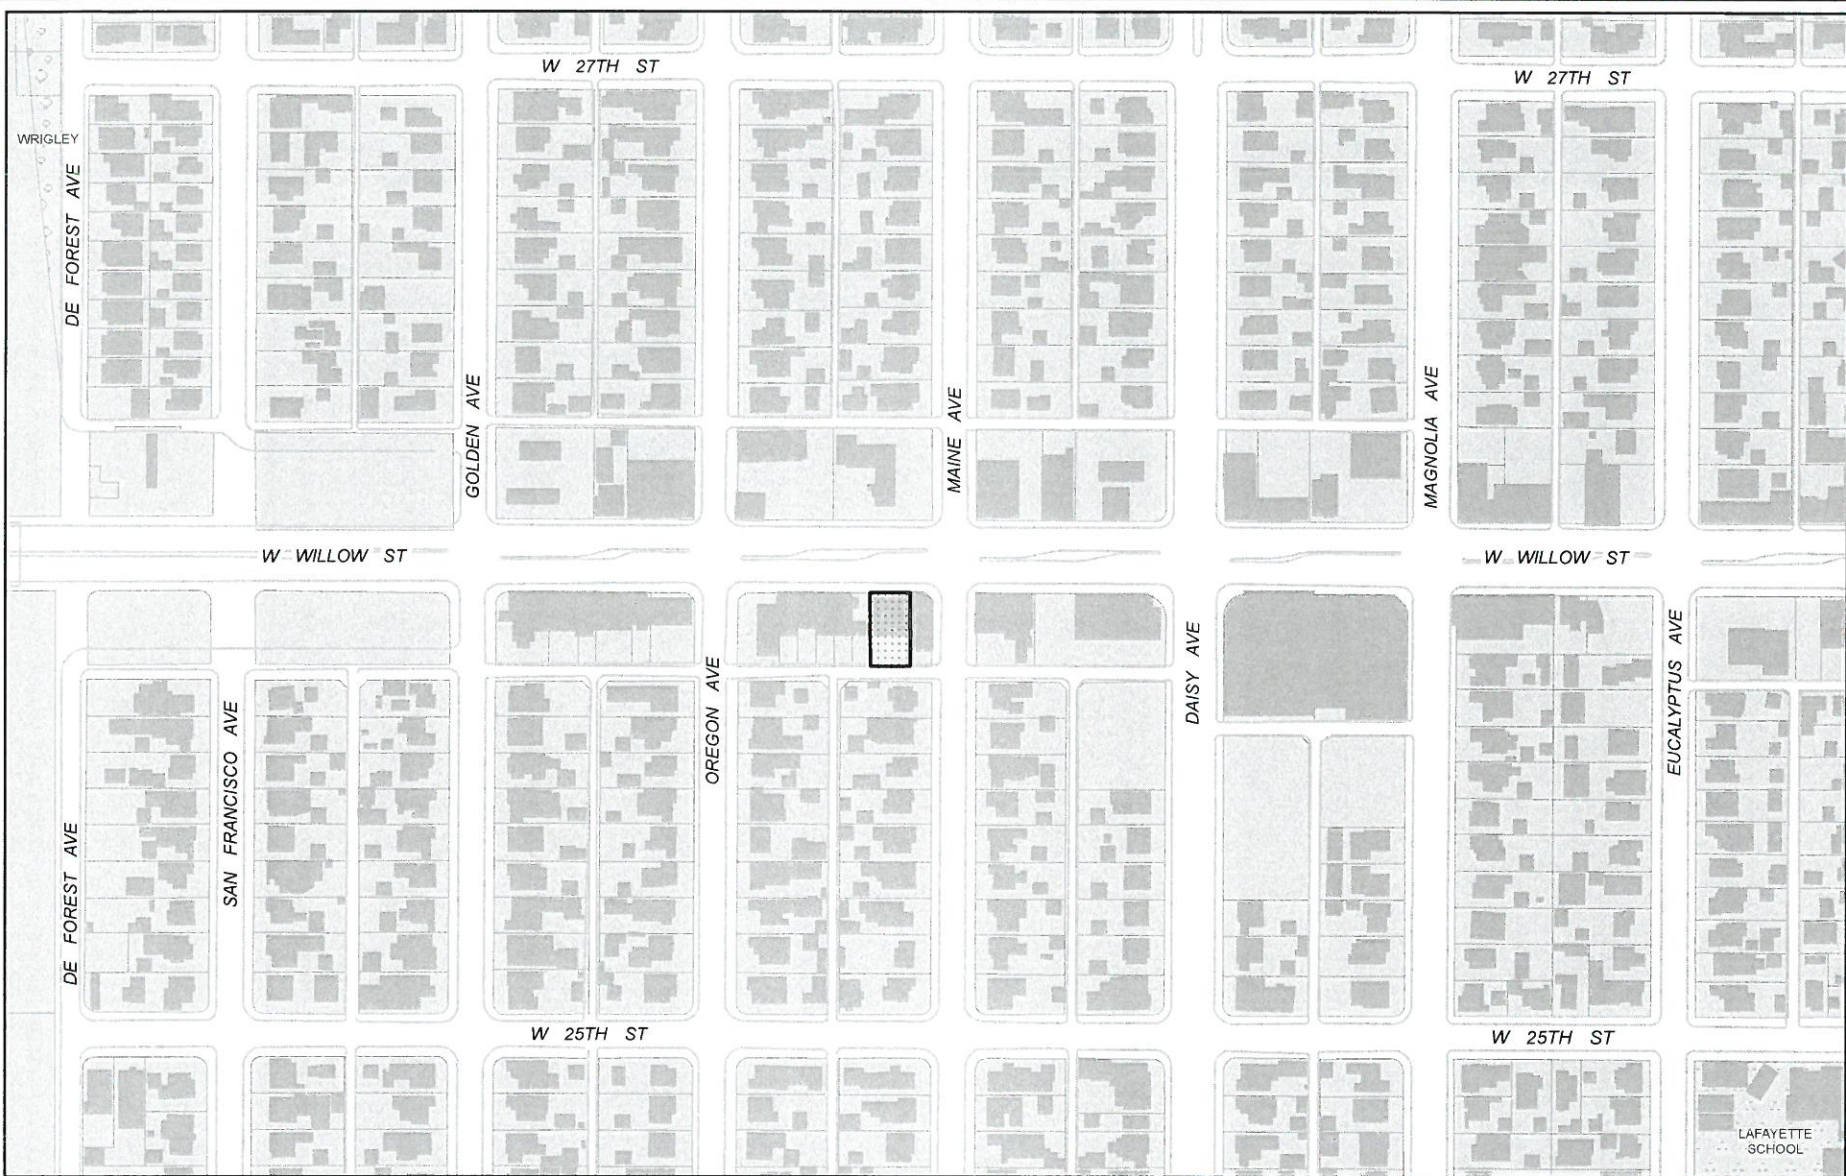 W 27TH ST
W 27TH ST
WRIGLEY
DE FOREST AVE
GOLDEN AVE
MAINE AVE
MAGNOLIA AVE
W WILLOW ST
W WILLOW ST
SAN FRANCISCO AVE
OREGON AVE
DAISY AVE
EUCALYPTUS AVE
DE FOREST AVE
W 25TH ST
W 25TH ST
LAFAYETTE
SCHOOL